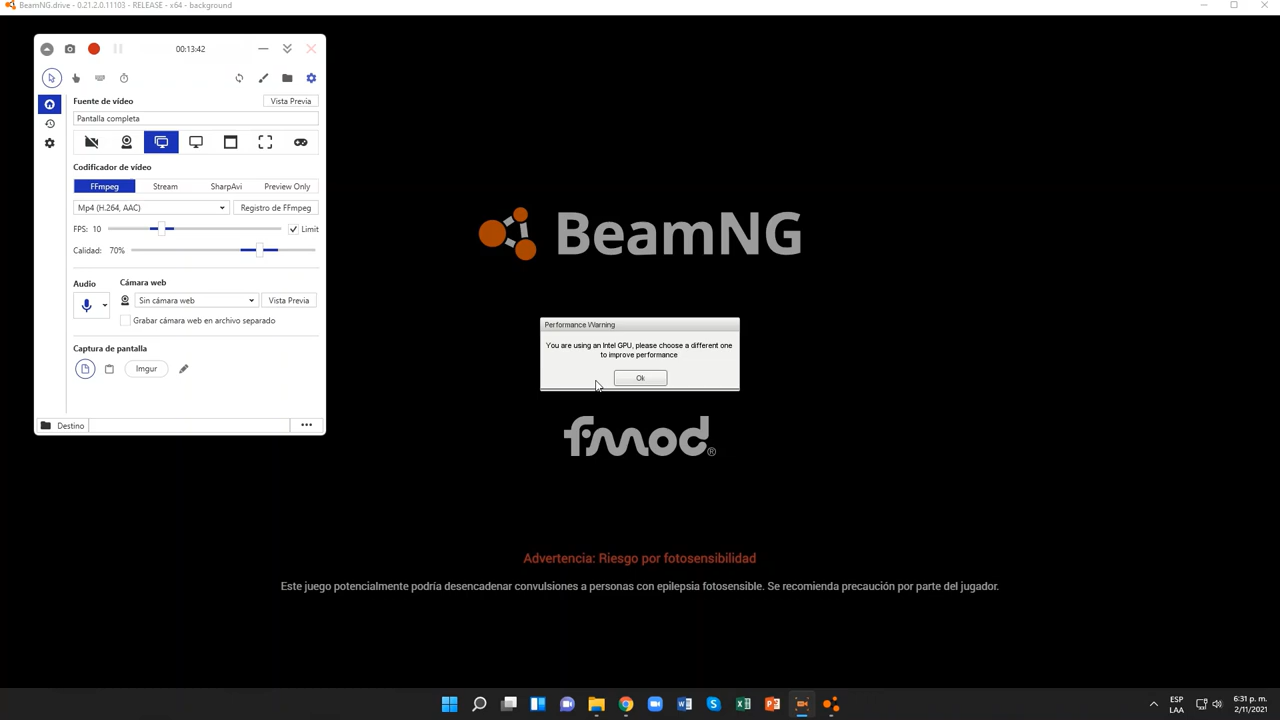 BeamNG.drive - 0.21.2.0.11103 - RELEASE - x64 - background
00:13:42
Fuente de vídeo
Vista Previa
Pantalla completa
Codificador de vídeo
FFmpeg Stream SharpAvi Preview Only
Mp4 (H.264, AAC) Registro de FFmpeg
FPS: 10 Limit
Calidad: 70%
Audio
Cámara web
Sin cámara web Vista Previa
Grabar cámara web en archivo separado
Captura de pantalla
Imgur
Destino
BeamNG
Performance Warning
You are using an Intel GPU, please choose a different one
to improve performance
Ok
fmod®
Advertencia: Riesgo por fotosensibilidad
Este juego potencialmente podría desencadenar convulsiones a personas con epilepsia fotosensible. Se recomienda precaución por parte del jugador.
ESP
LAA
6:31 p. m.
2/11/2021